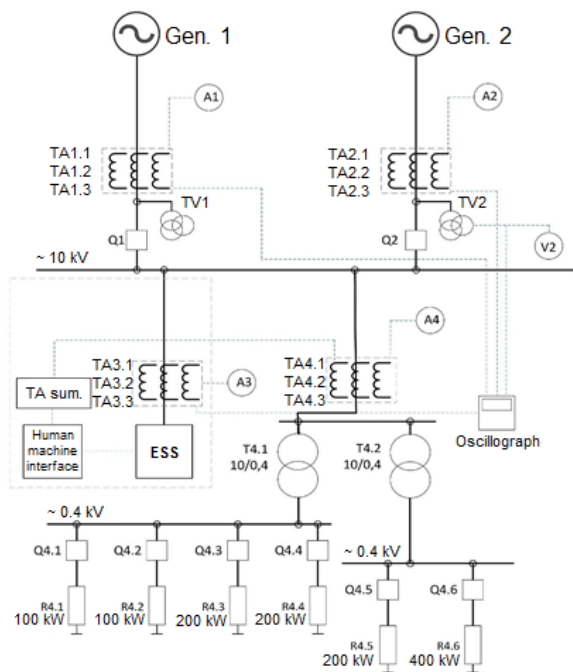 Gen. 1
Gen. 2
A1
A2
TA1.1
TA1.2
TA1.3
TA2.1
TA2.2
TA2.3
TV1
TV2
Q1
Q2
V2
~ 10 kV
A4
TA3.1
TA3.2
TA3.3
TA4.1
TA4.2
TA4.3
A3
TA sum.
Human
machine
interface
ESS
Oscillograph
T4.1
10/0,4
T4.2
10/0,4
~ 0.4 kV
Q4.1
Q4.2
Q4.3
Q4.4
~ 0.4 kV
Q4.5
Q4.6
R4.1
100 kW
R4.2
100 kW
R4.3
200 kW
R4.4
200 kW
R4.5
200 kW
R4.6
400 kW